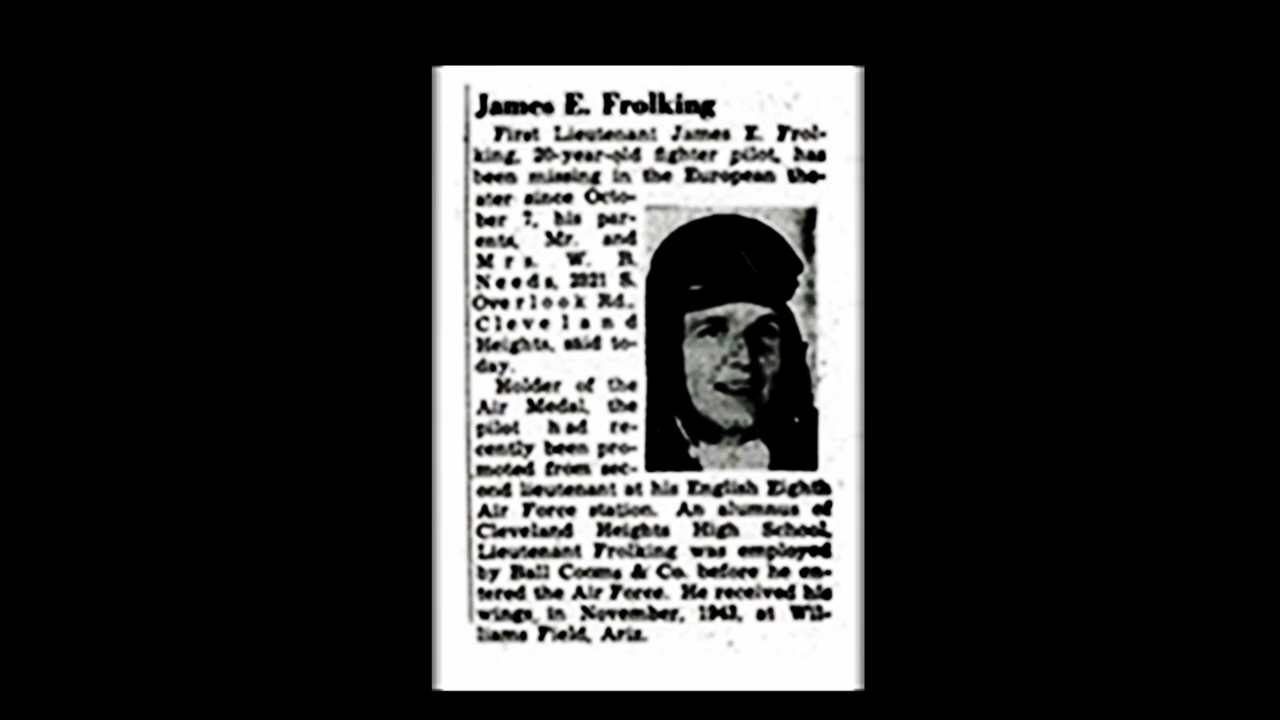 James E. Frolking
First Lieutenant James E. Frol-
king, 20-year-old fighter pilot, has
been missing in the European the-
ater since Octo-
ber 7, his par-
ents, Mr. and
Mrs. W. R.
Needs, 2321 S.
Overlook Rd.,
Cleveland
Heights, said to-
day.
Holder of the
Air Medal, the
pilot had re-
cently been pro-
moted from sec-
ond lieutenant at his English Eighth
Air Force station. An alumnus of
Cleveland Heights High School,
Lieutenant Frolking was employed
by Ball & Co. before he en-
tered the Air Force. He received his
wings in November, 1943, at Wil-
liams Field, Ariz.